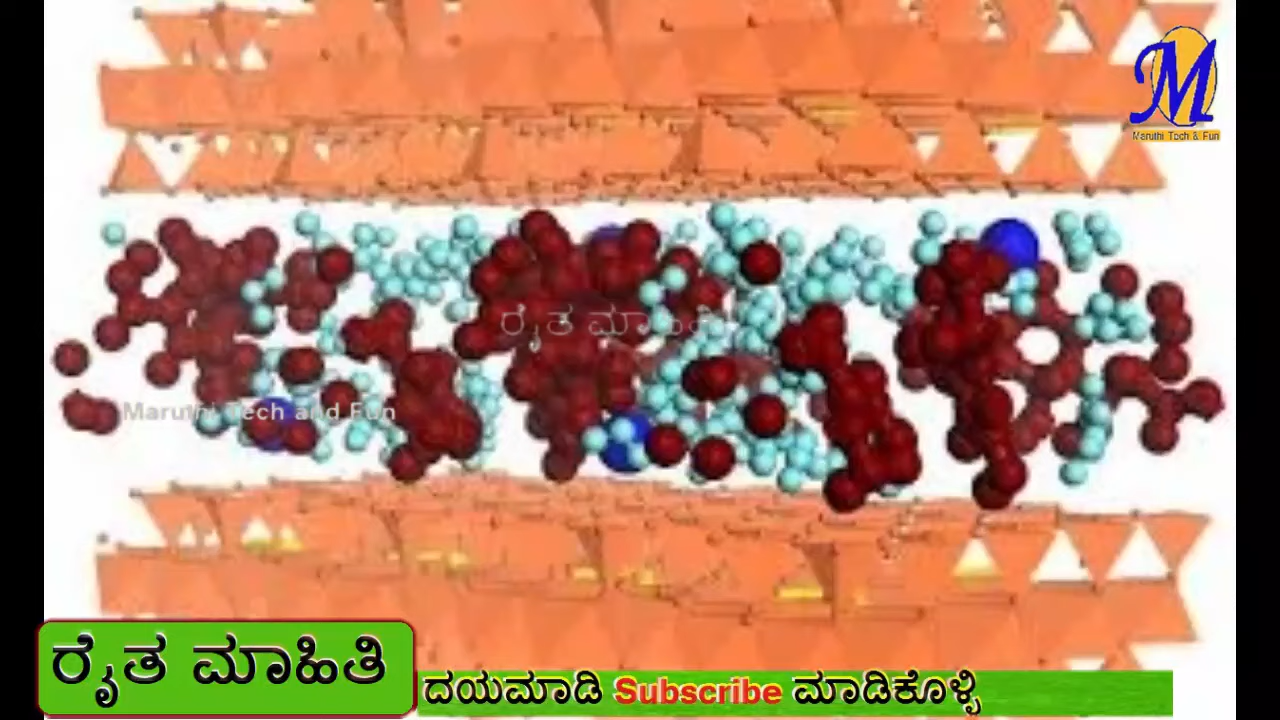 M
Maruthi Tech & Fun
ರೈತ ಮಾಹಿತಿ
Maruthi Tech and Fun
ರೈತ ಮಾಹಿತಿ
ದಯಮಾಡಿ Subscribe ಮಾಡಿಕೊಳ್ಳಿ